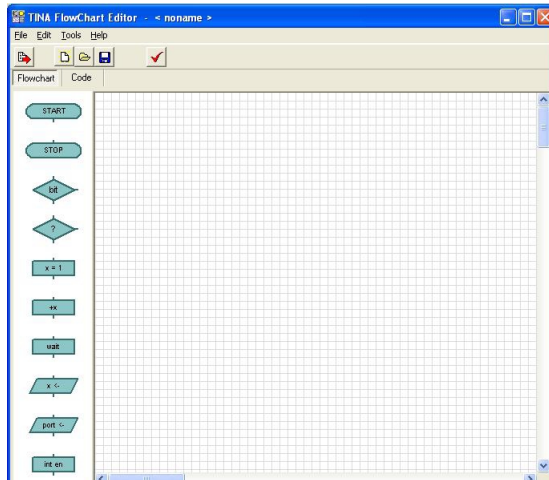 TINA FlowChart Editor - < noname >
File Edit Tools Help
Flowchart Code
START
STOP
bit
?
x = 1
+x
wait
x <-
port <-
int en